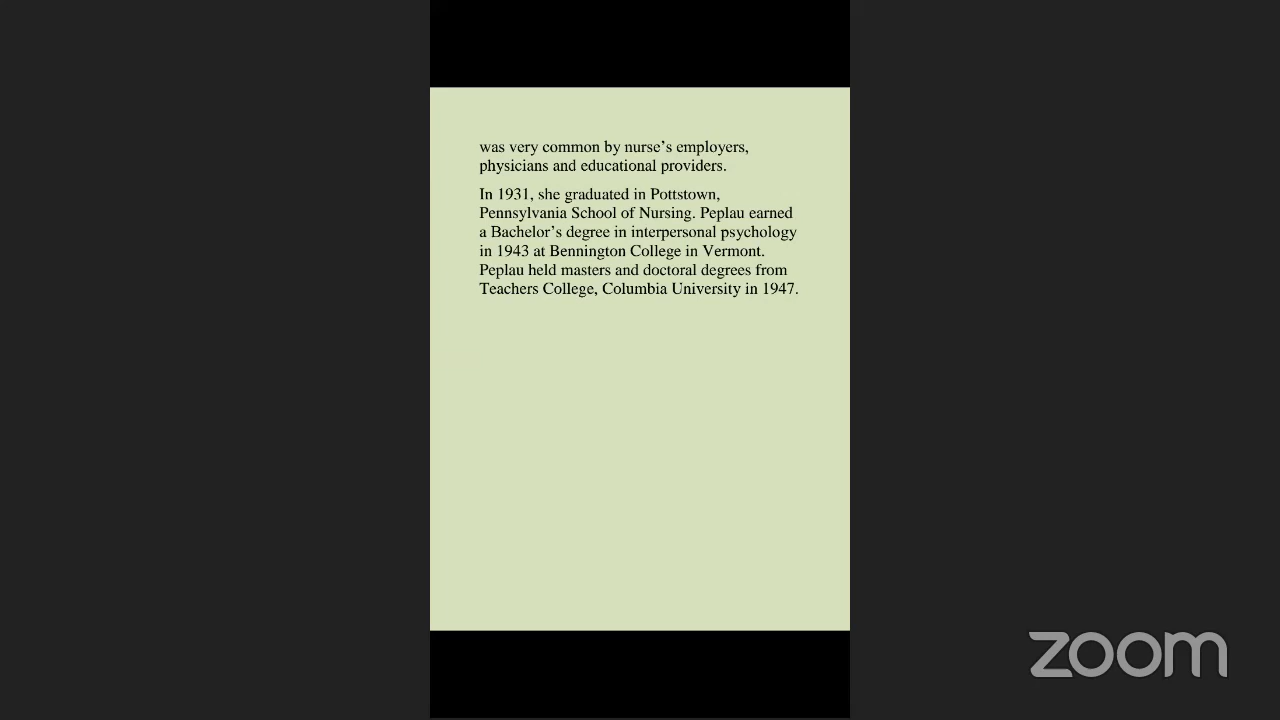 was very common by nurse’s employers,
physicians and educational providers.
In 1931, she graduated in Pottstown,
Pennsylvania School of Nursing. Peplau earned
a Bachelor’s degree in interpersonal psychology
in 1943 at Bennington College in Vermont.
Peplau held masters and doctoral degrees from
Teachers College, Columbia University in 1947.
zoom